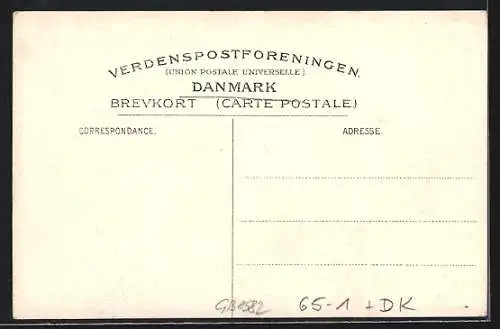 VERDENSPOSTFORENINGEN.
(UNION POSTALE UNIVERSELLE)
DANMARK
BREVKORT (CARTE POSTALE.)
CORRESPONDANCE.
ADRESSE.
65-1 + DK